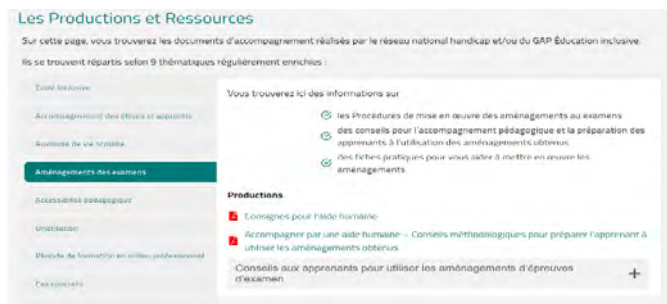 Les Productions et Ressources
Sur cette page, vous trouverez les documents d'accompagnement réalisés par le réseau national handicap et/ou du GAP Éducation inclusive.
Ils se trouvent répartis selon 9 thématiques régulièrement enrichies :
École inclusive
Accompagnement des élèves et apprentis
Auxiliaire de vie scolaire
Aménagements des examens
Accessibilité pédagogique
Orientation
Période de formation en milieu professionnel
Cas concrets
Vous trouverez ici des informations sur
les Procédures de mise en œuvre des aménagements au examens
des conseils pour l'accompagnement pédagogique et la préparation des
apprenants à l'utilisation des aménagements obtenus
des fiches pratiques pour vous aider à mettre en œuvre les
aménagements
Productions
Consignes pour l'aide humaine
Accompagner par une aide humaine – Conseils méthodologiques pour préparer l'apprenant à
utiliser les aménagements obtenus
Conseils aux apprenants pour utiliser les aménagements d'épreuves
d'examen
+